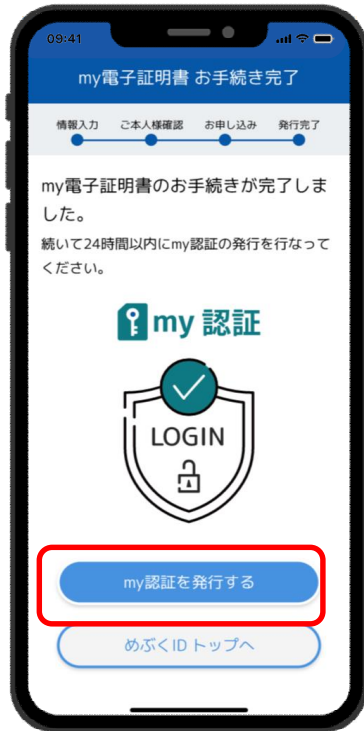 09:41
my電子証明書 お手続き完了
情報入力 ご本人様確認 お申し込み 発行完了
my電子証明書のお手続きが完了しま
した。
続いて24時間以内にmy認証の発行を行なって
ください。
my 認証
LOGIN
my認証を発行する
めぶくID トップへ